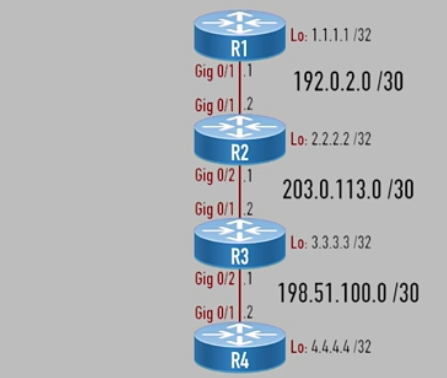 R1
Lo: 1.1.1.1 /32
Gig 0/1 .1
192.0.2.0 /30
Gig 0/1 .2
R2
Lo: 2.2.2.2 /32
Gig 0/2 .1
203.0.113.0 /30
Gig 0/1 .2
R3
Lo: 3.3.3.3 /32
Gig 0/2 .1
198.51.100.0 /30
Gig 0/1 .2
R4
Lo: 4.4.4.4 /32